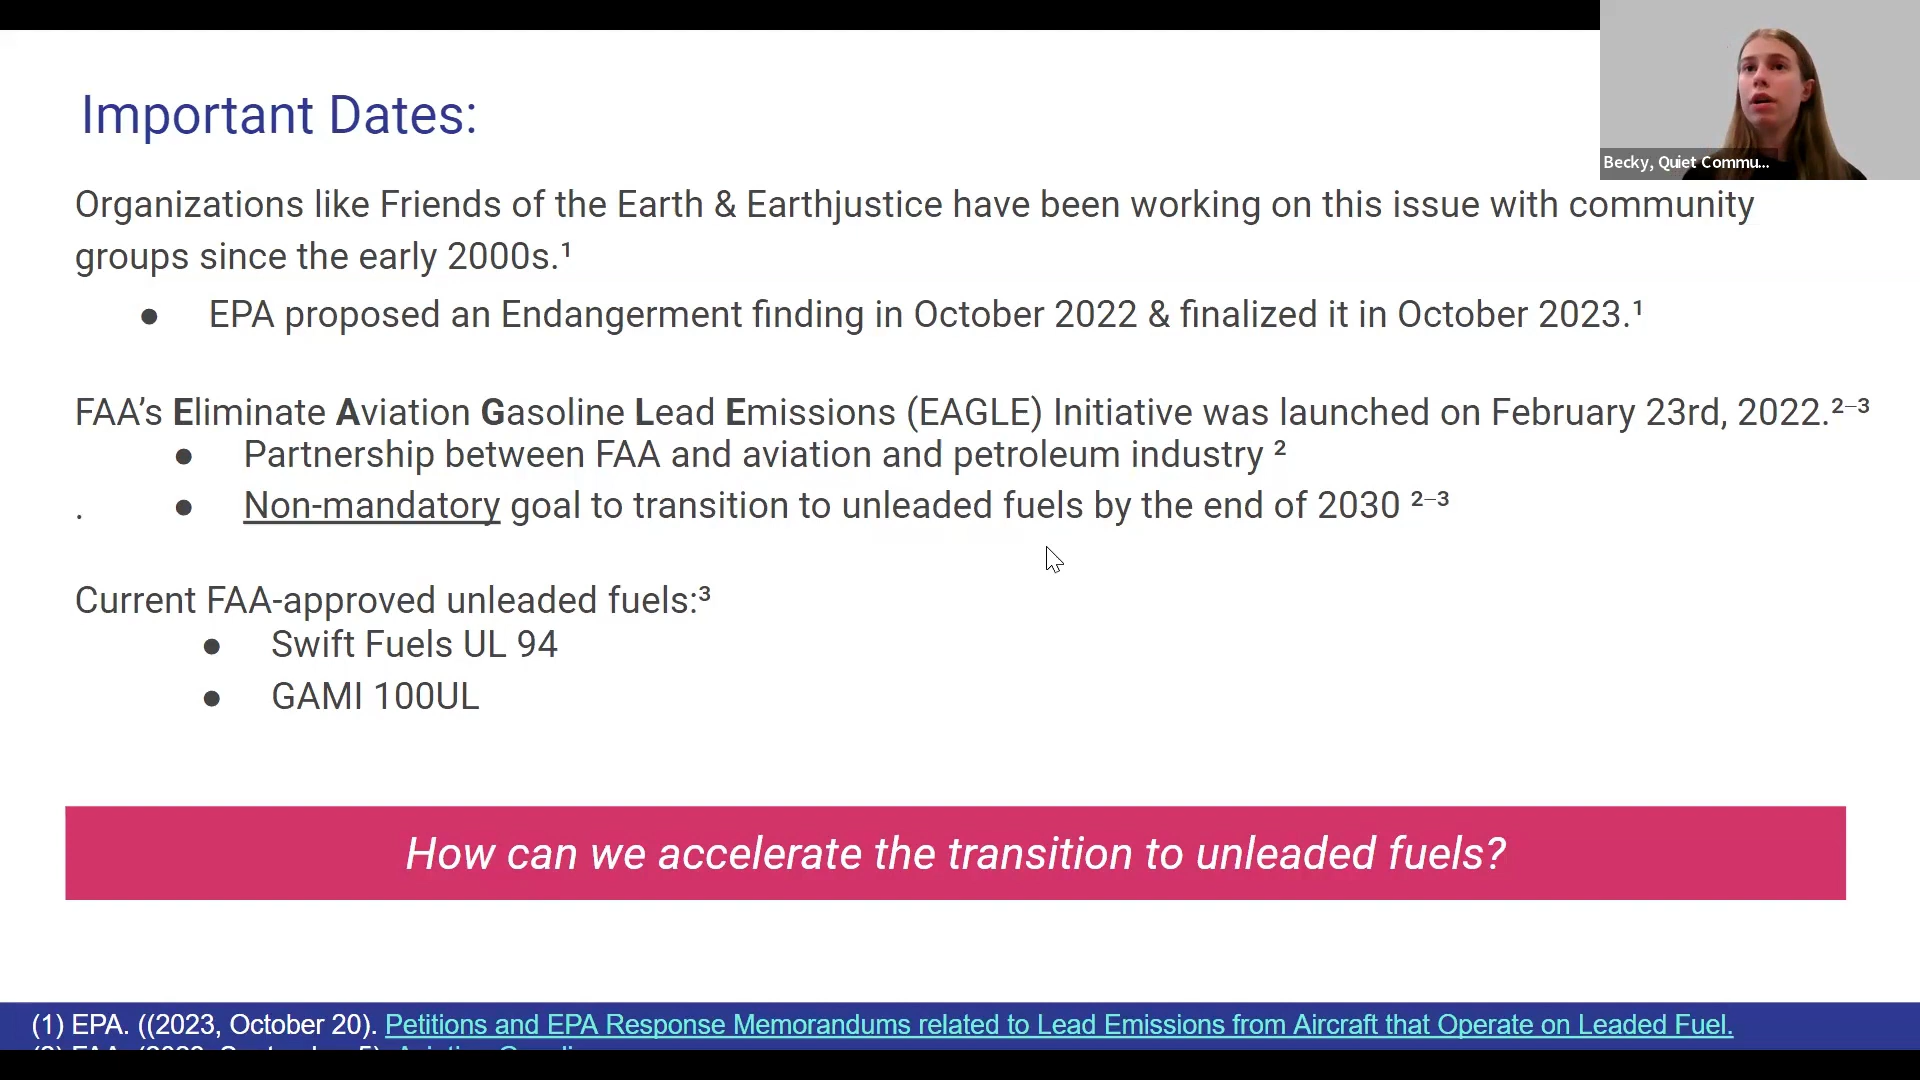 Important Dates:
Becky, Quiet Commu...
Organizations like Friends of the Earth & Earthjustice have been working on this issue with community
groups since the early 2000s.¹
● EPA proposed an Endangerment finding in October 2022 & finalized it in October 2023.¹
FAA’s Eliminate Aviation Gasoline Lead Emissions (EAGLE) Initiative was launched on February 23rd, 2022.²⁻³
● Partnership between FAA and aviation and petroleum industry ²
. ● Non-mandatory goal to transition to unleaded fuels by the end of 2030 ²⁻³
Current FAA-approved unleaded fuels:³
● Swift Fuels UL 94
● GAMI 100UL
How can we accelerate the transition to unleaded fuels?
(1) EPA. ((2023, October 20). Petitions and EPA Response Memorandums related to Lead Emissions from Aircraft that Operate on Leaded Fuel.